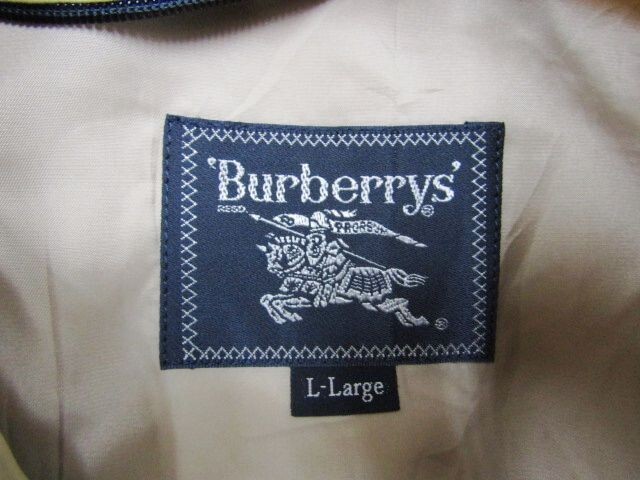 'Burberrys'®
REGD.
PRORSUM
®
L-Large